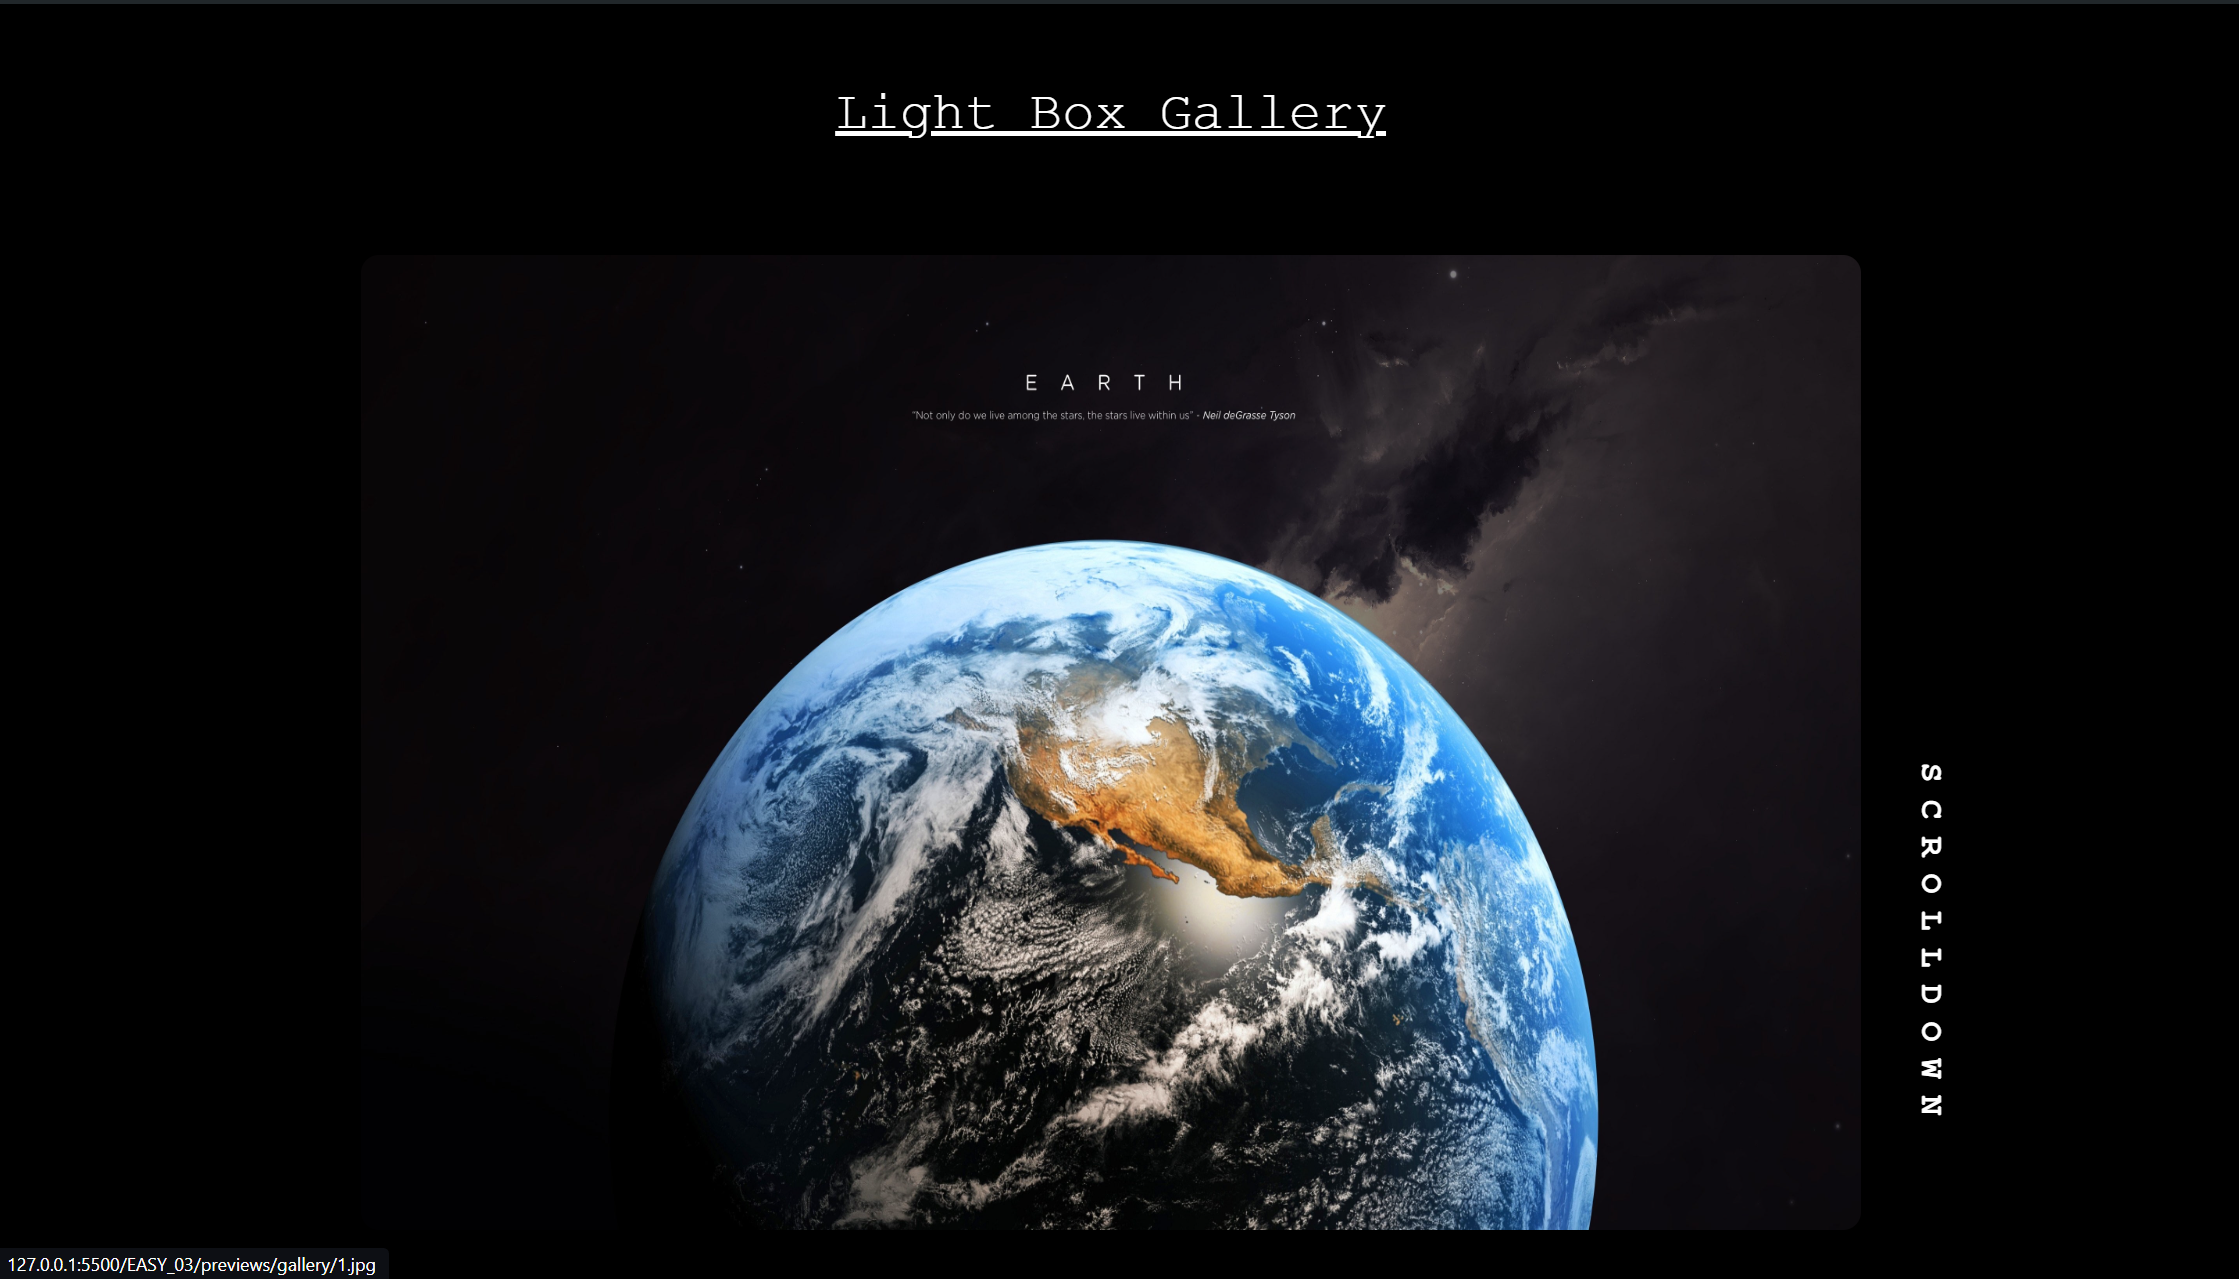 Light Box Gallery
EARTH
"Not only do we live among the stars, the stars live within us" - Neil deGrasse Tyson
SCROLLDOWN
127.0.0.1:5500/EASY_03/previews/gallery/1.jpg